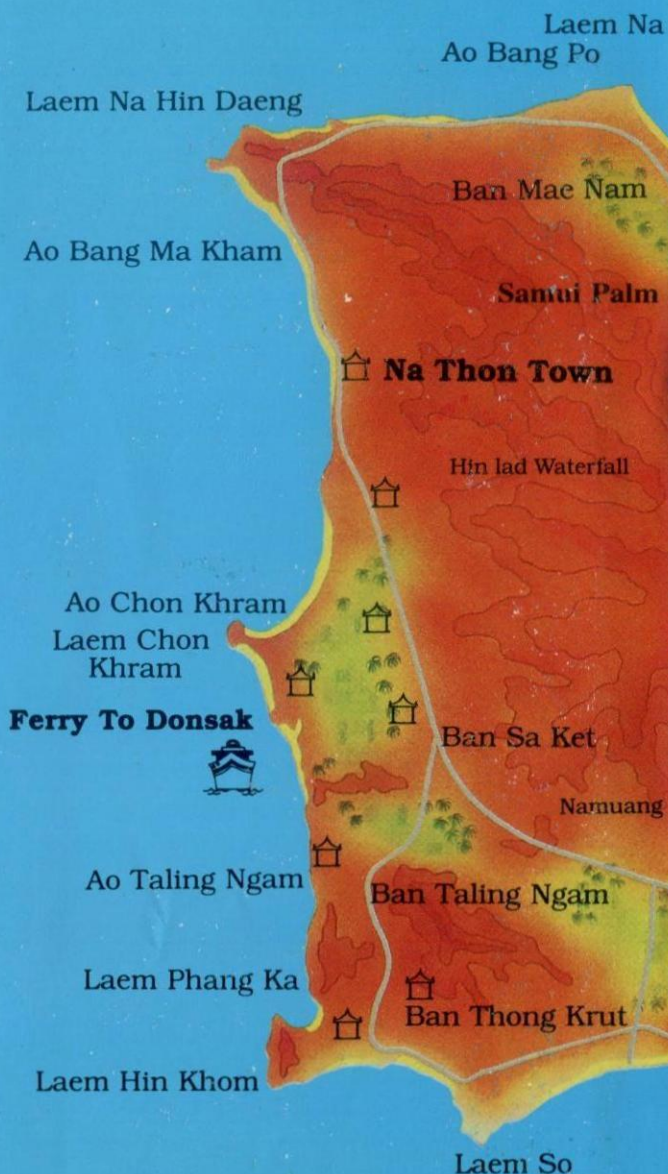 Laem Na
Ao Bang Po
Laem Na Hin Daeng
Ban Mae Nam
Ao Bang Ma Kham
Samui Palm
Na Thon Town
Hin lad Waterfall
Ao Chon Khram
Laem Chon
Khram
Ferry To Donsak
Ban Sa Ket
Namuang
Ao Taling Ngam
Ban Taling Ngam
Laem Phang Ka
Ban Thong Krut
Laem Hin Khom
Laem So